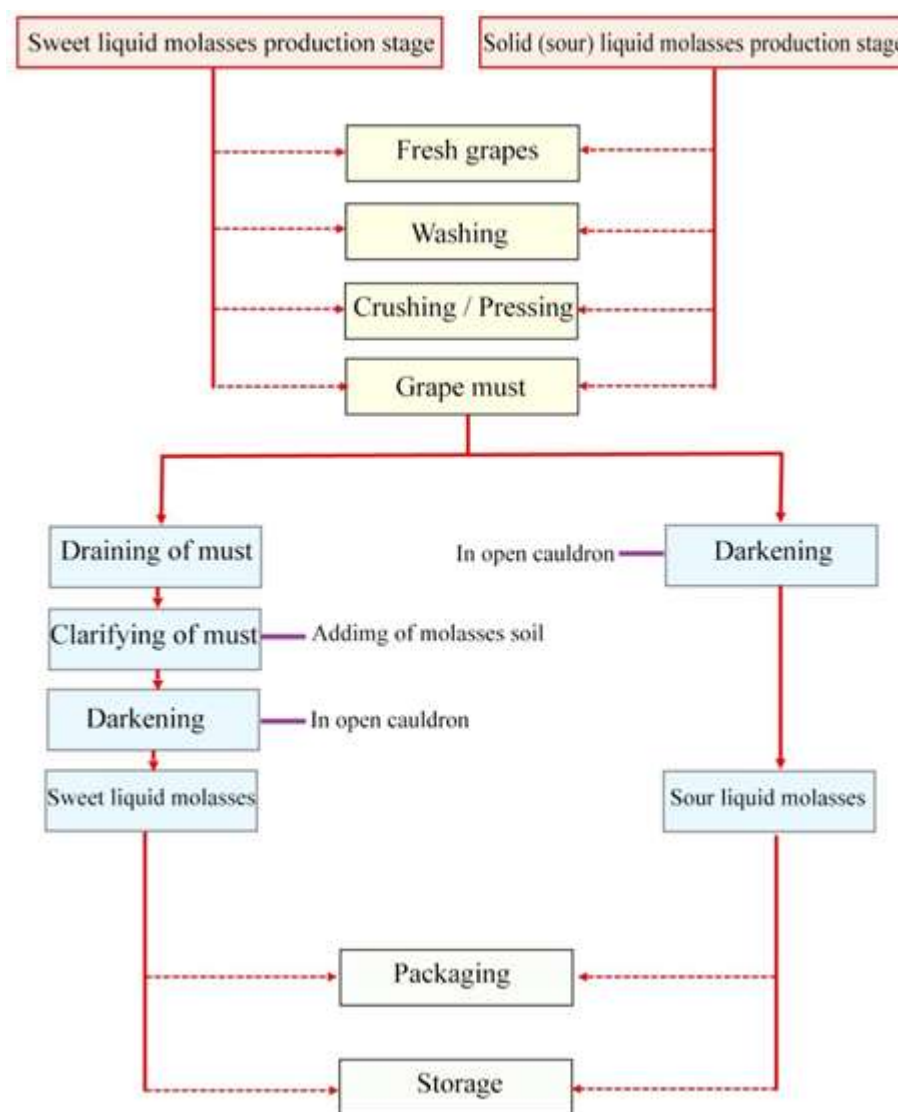 Sweet liquid molasses production stage
Solid (sour) liquid molasses production stage
Fresh grapes
Washing
Crushing / Pressing
Grape must
Draining of must
In open cauldron
Darkening
Clarifying of must
Addimg of molasses soil
Darkening
In open cauldron
Sweet liquid molasses
Sour liquid molasses
Packaging
Storage